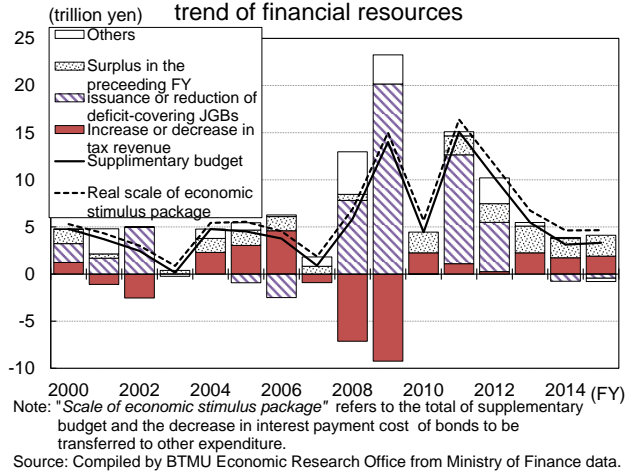 trend of financial resources
(trillion yen)
Others
Surplus in the
preceeding FY
issuance or reduction of
deficit-covering JGBs
Increase or decrease in
tax revenue
Supplimentary budget
Real scale of economic
stimulus package
25
20
15
10
5
0
-5
-10
2000 2002 2004 2006 2008 2010 2012 2014 (FY)
Note: "Scale of economic stimulus package" refers to the total of supplementary
budget and the decrease in interest payment cost of bonds to be
transferred to other expenditure.
Source: Compiled by BTMU Economic Research Office from Ministry of Finance data.